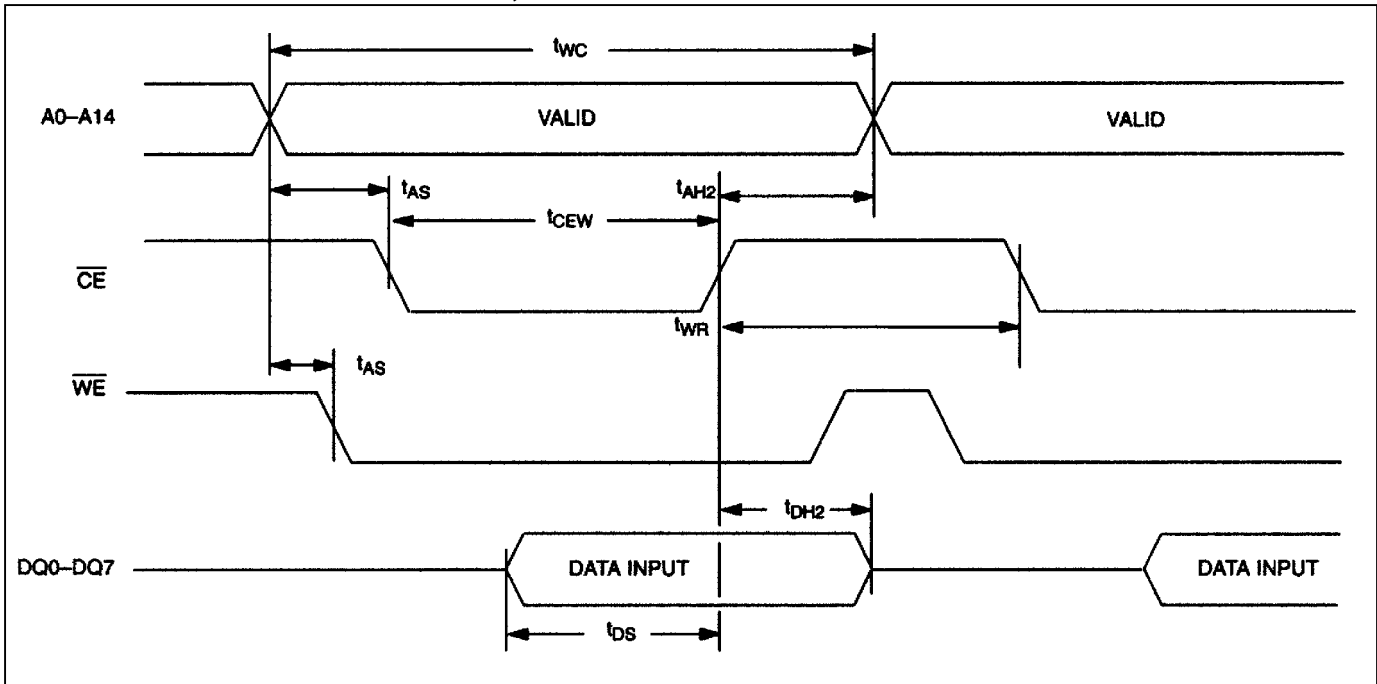 tWC
A0–A14
VALID
VALID
tAS
tAH2
tCEW
CE
tWR
tAS
WE
tDH2
DQ0–DQ7
DATA INPUT
DATA INPUT
tDS